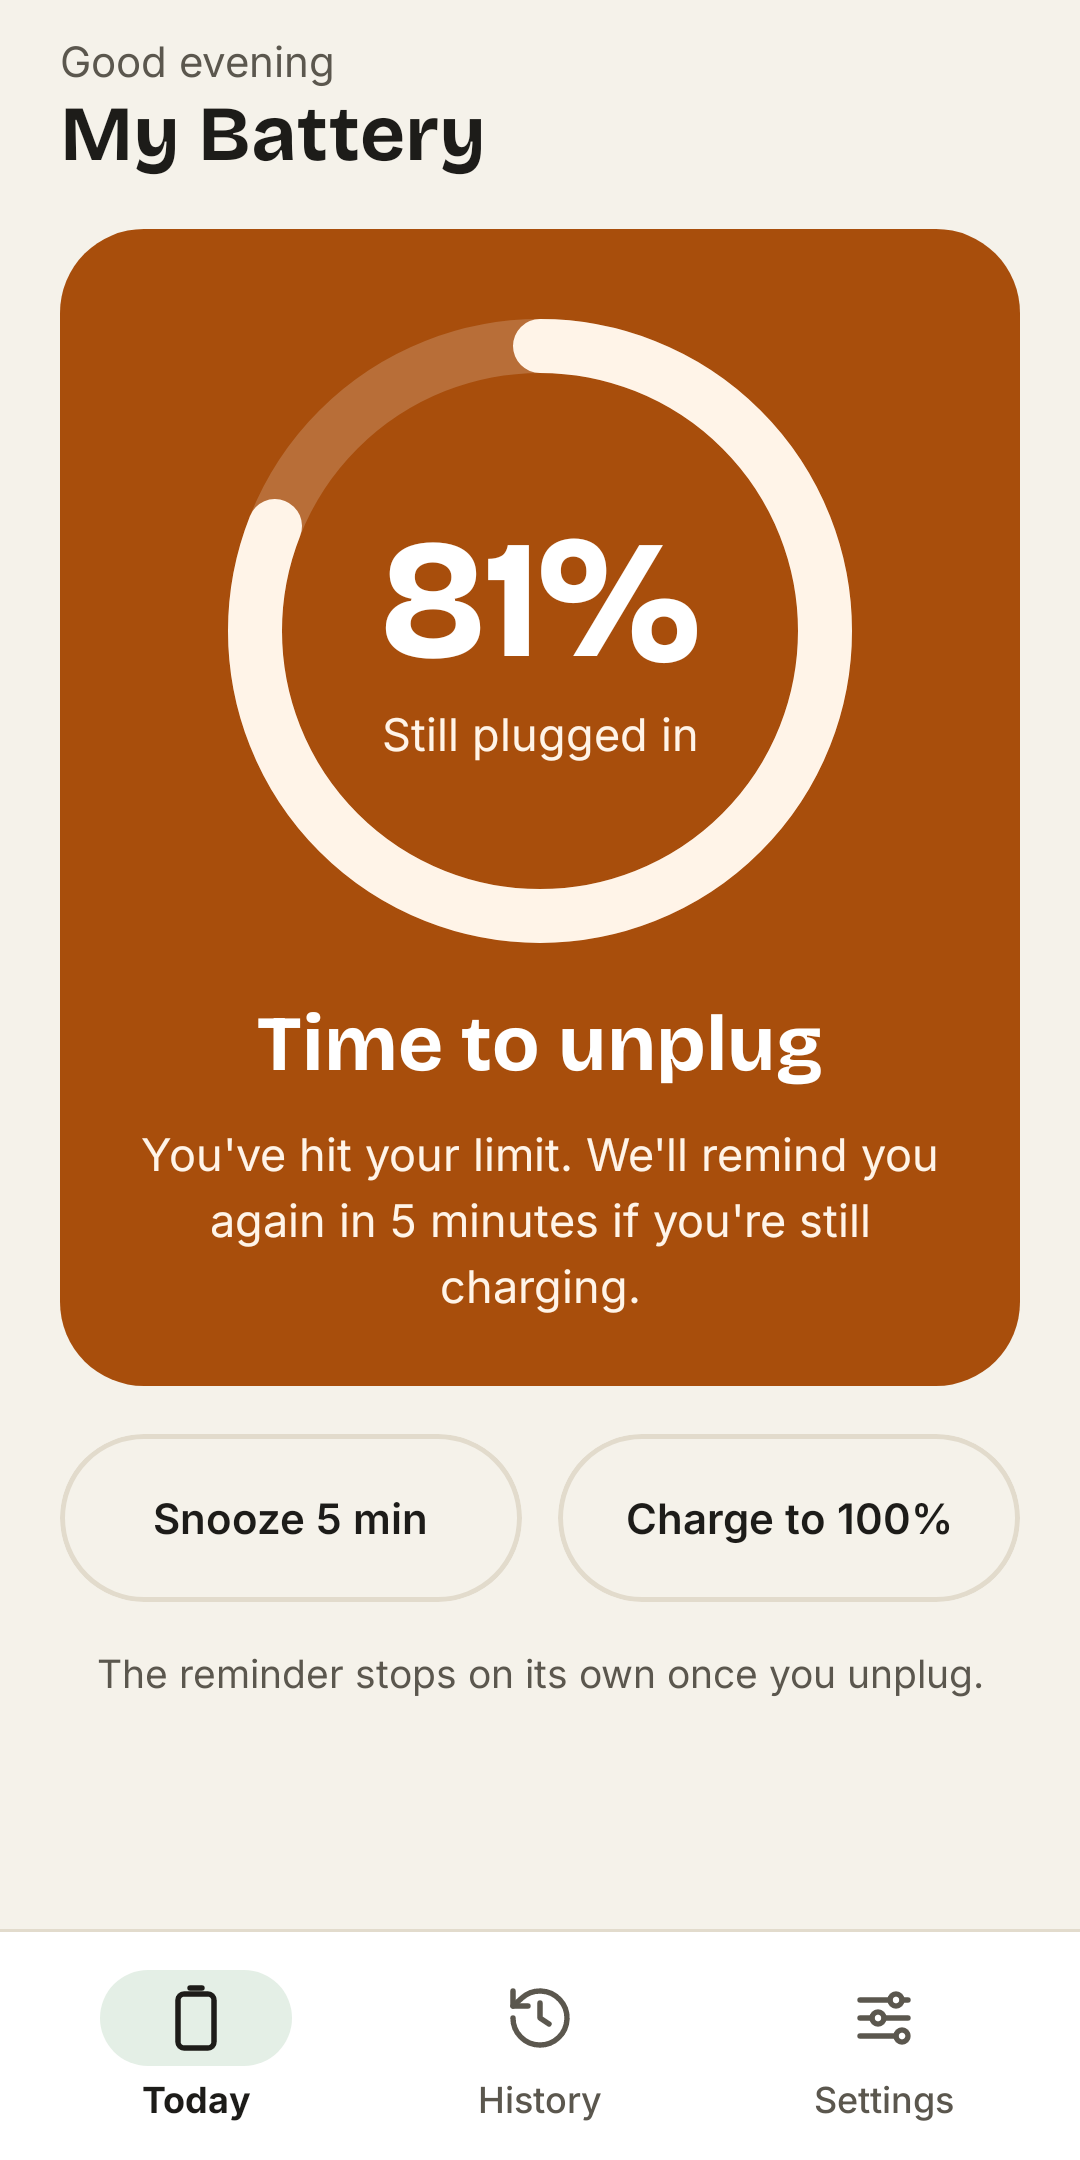 Good evening
My Battery
81%
Still plugged in
Time to unplug
You've hit your limit. We'll remind you
again in 5 minutes if you're still
charging.
Snooze 5 min
Charge to 100%
The reminder stops on its own once you unplug.
Today
History
Settings